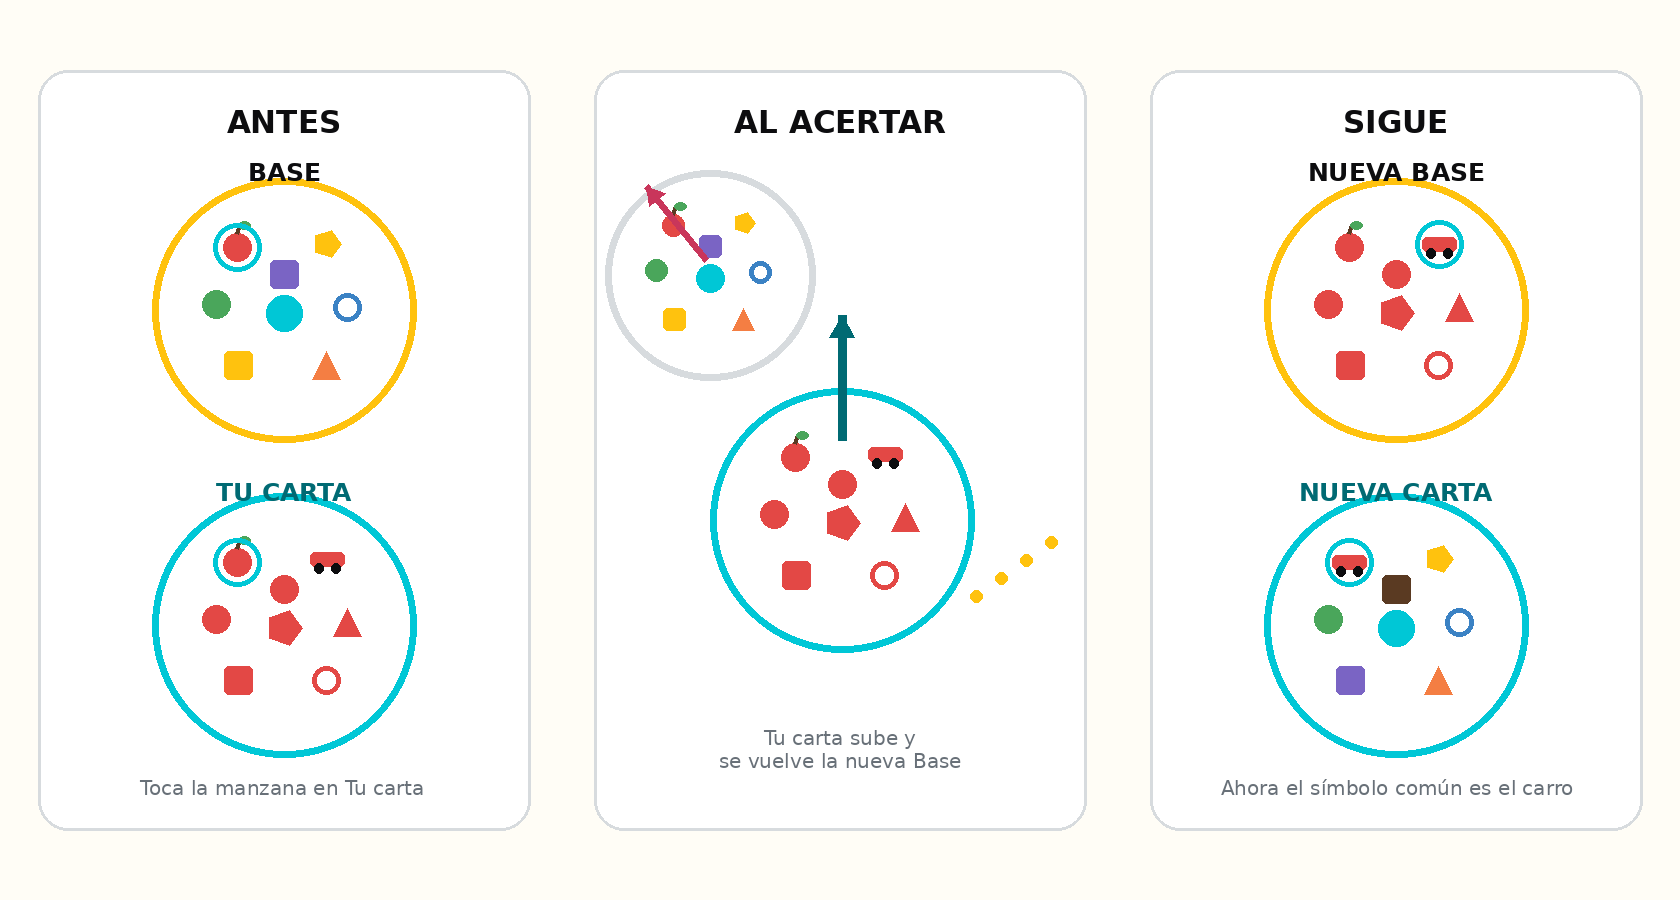 ANTES
BASE
TU CARTA
Toca la manzana en Tu carta
AL ACERTAR
Tu carta sube y
se vuelve la nueva Base
SIGUE
NUEVA BASE
NUEVA CARTA
Ahora el símbolo común es el carro